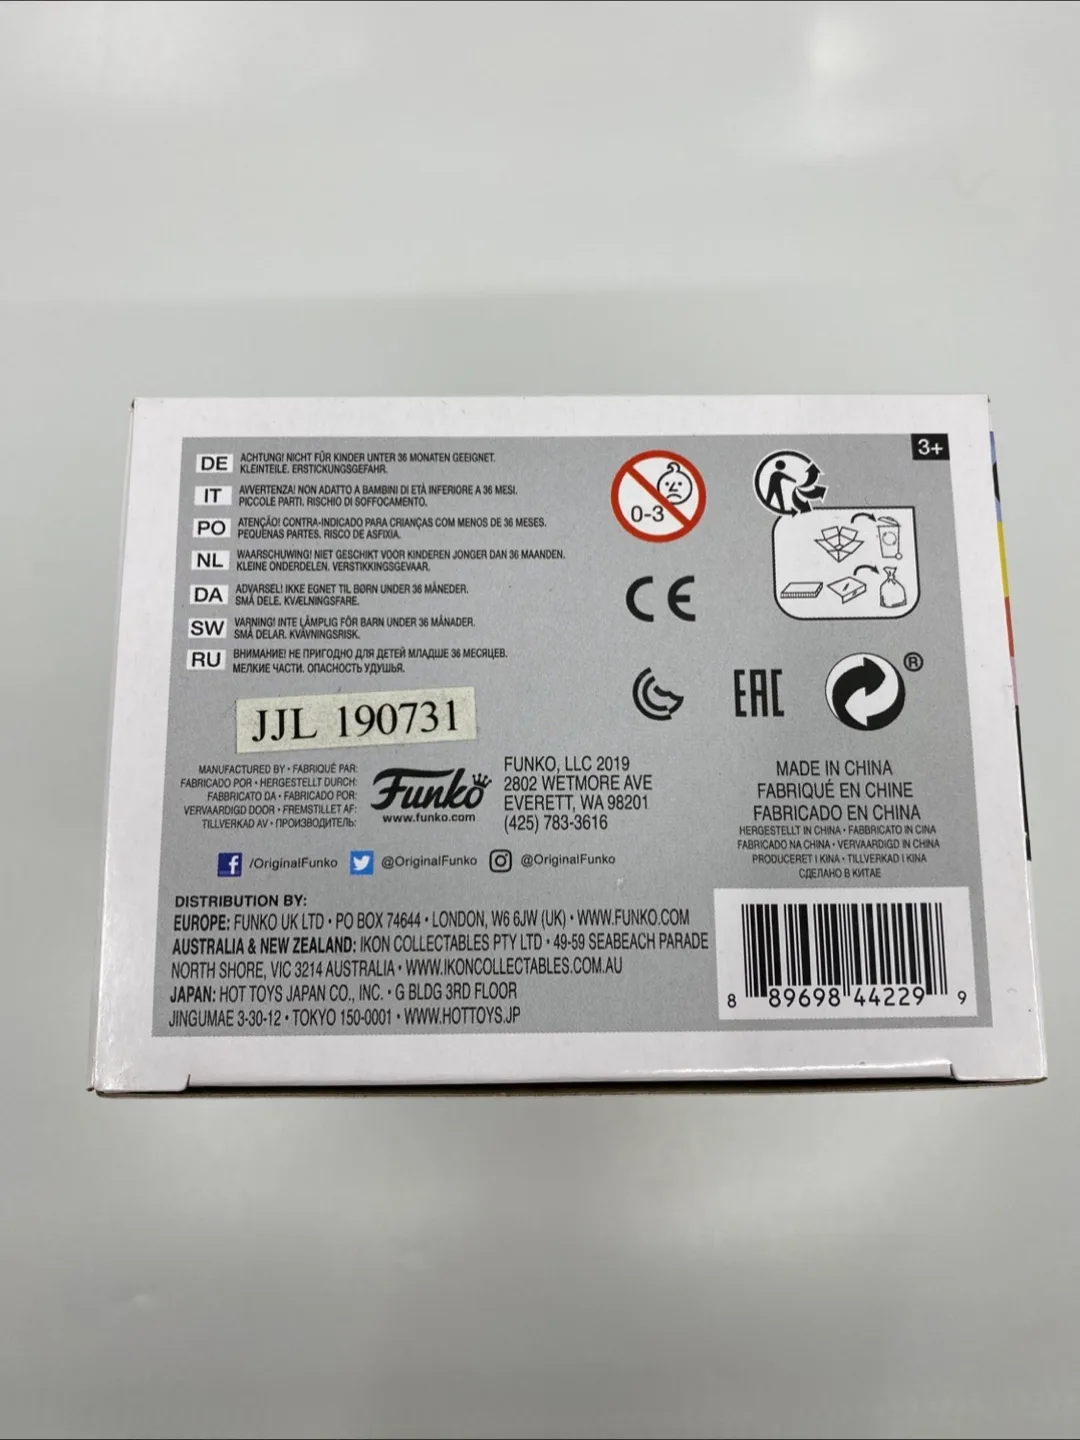 3+
DE ACHTUNG! NICHT FÜR KINDER UNTER 36 MONATEN GEEIGNET.
KLEINTEILE. ERSTICKUNGSGEFAHR.
IT AVVERTENZA! NON ADATTO A BAMBINI DI ETÀ INFERIORE A 36 MESI.
PICCOLE PARTI. RISCHIO DI SOFFOCAMENTO.
PO ATENÇÃO! CONTRA-INDICADO PARA CRIANÇAS COM MENOS DE 36 MESES.
PEQUENAS PARTES. RISCO DE ASFIXIA.
NL WAARSCHUWING! NIET GESCHIKT VOOR KINDEREN JONGER DAN 36 MAANDEN.
KLEINE ONDERDELEN. VERSTIKKINGSGEVAAR.
DA ADVARSEL! IKKE EGNET TIL BØRN UNDER 36 MÅNEDER.
SMÅ DELE. KVÆLNINGSFARE.
SW VARNING! INTE LÄMPLIG FÖR BARN UNDER 36 MÅNADER.
SMÅ DELAR. KVÄVNINGSRISK.
RU ВНИМАНИЕ! НЕ ПРИГОДНО ДЛЯ ДЕТЕЙ МЛАДШЕ 36 МЕСЯЦЕВ.
МЕЛКИЕ ЧАСТИ. ОПАСНОСТЬ УДУШЬЯ.
0-3
CE
EAC
®
JJL 190731
MANUFACTURED BY • FABRIQUÉ PAR:
FABRICADO POR • HERGESTELLT DURCH:
FABBRICATO DA • FABRICADO POR:
VERVAARDIGD DOOR • FREMSTILLET AF:
TILLVERKAD AV • ПРОИЗВОДИТЕЛЬ:
Funko
www.funko.com
FUNKO, LLC 2019
2802 WETMORE AVE
EVERETT, WA 98201
(425) 783-3616
MADE IN CHINA
FABRIQUÉ EN CHINE
FABRICADO EN CHINA
HERGESTELLT IN CHINA • FABBRICATO IN CINA
FABRICADO NA CHINA • VERVAARDIGD IN CHINA
PRODUCERET I KINA • TILLVERKAD I KINA
СДЕЛАНО В КИТАЕ
f /OriginalFunko @OriginalFunko @OriginalFunko
DISTRIBUTION BY:
EUROPE: FUNKO UK LTD • PO BOX 74644 • LONDON, W6 6JW (UK) • WWW.FUNKO.COM
AUSTRALIA & NEW ZEALAND: IKON COLLECTABLES PTY LTD • 49-59 SEABEACH PARADE
NORTH SHORE, VIC 3214 AUSTRALIA • WWW.IKONCOLLECTABLES.COM.AU
JAPAN: HOT TOYS JAPAN CO., INC. • G BLDG 3RD FLOOR
JINGUMAE 3-30-12 • TOKYO 150-0001 • WWW.HOTTOYS.JP
8 89698 44229 9